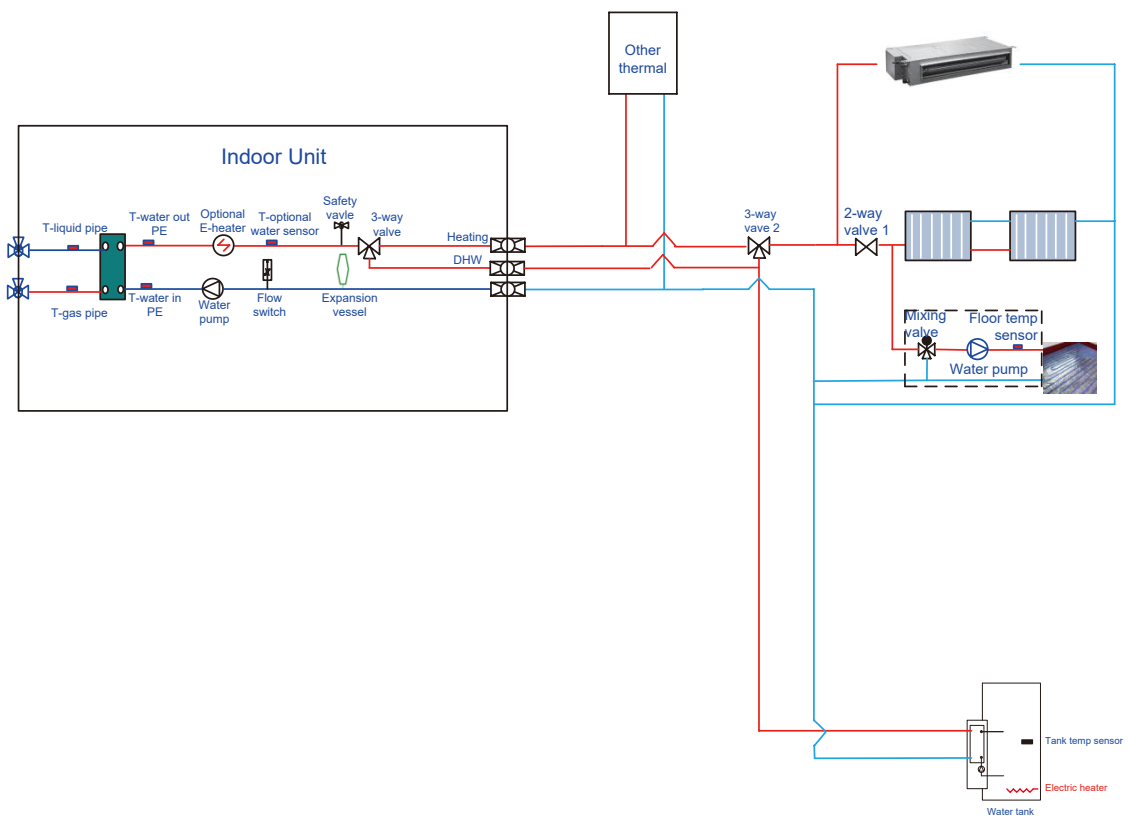 Other
thermal
Indoor Unit
Safety
vavle
3-way
valve
Optional
E-heater
T-optional
water sensor
T-water out
PE
T-liquid pipe
Heating
DHW
3-way
vave 2
2-way
valve 1
T-gas pipe
T-water in
PE
Water
pump
Flow
switch
Expansion
vessel
Mixing
valve
Floor temp
sensor
Water pump
Tank temp sensor
Electric heater
Water tank